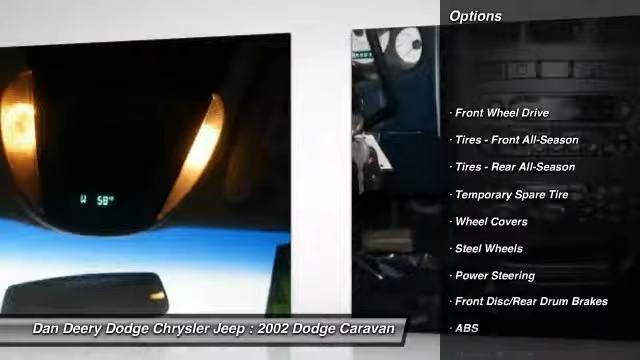 Options
· Front Wheel Drive
· Tires - Front All-Season
· Tires - Rear All-Season
· Temporary Spare Tire
· Wheel Covers
· Steel Wheels
· Power Steering
· Front Disc/Rear Drum Brakes
· ABS
W 58°F
Dan Deery Dodge Chrysler Jeep : 2002 Dodge Caravan